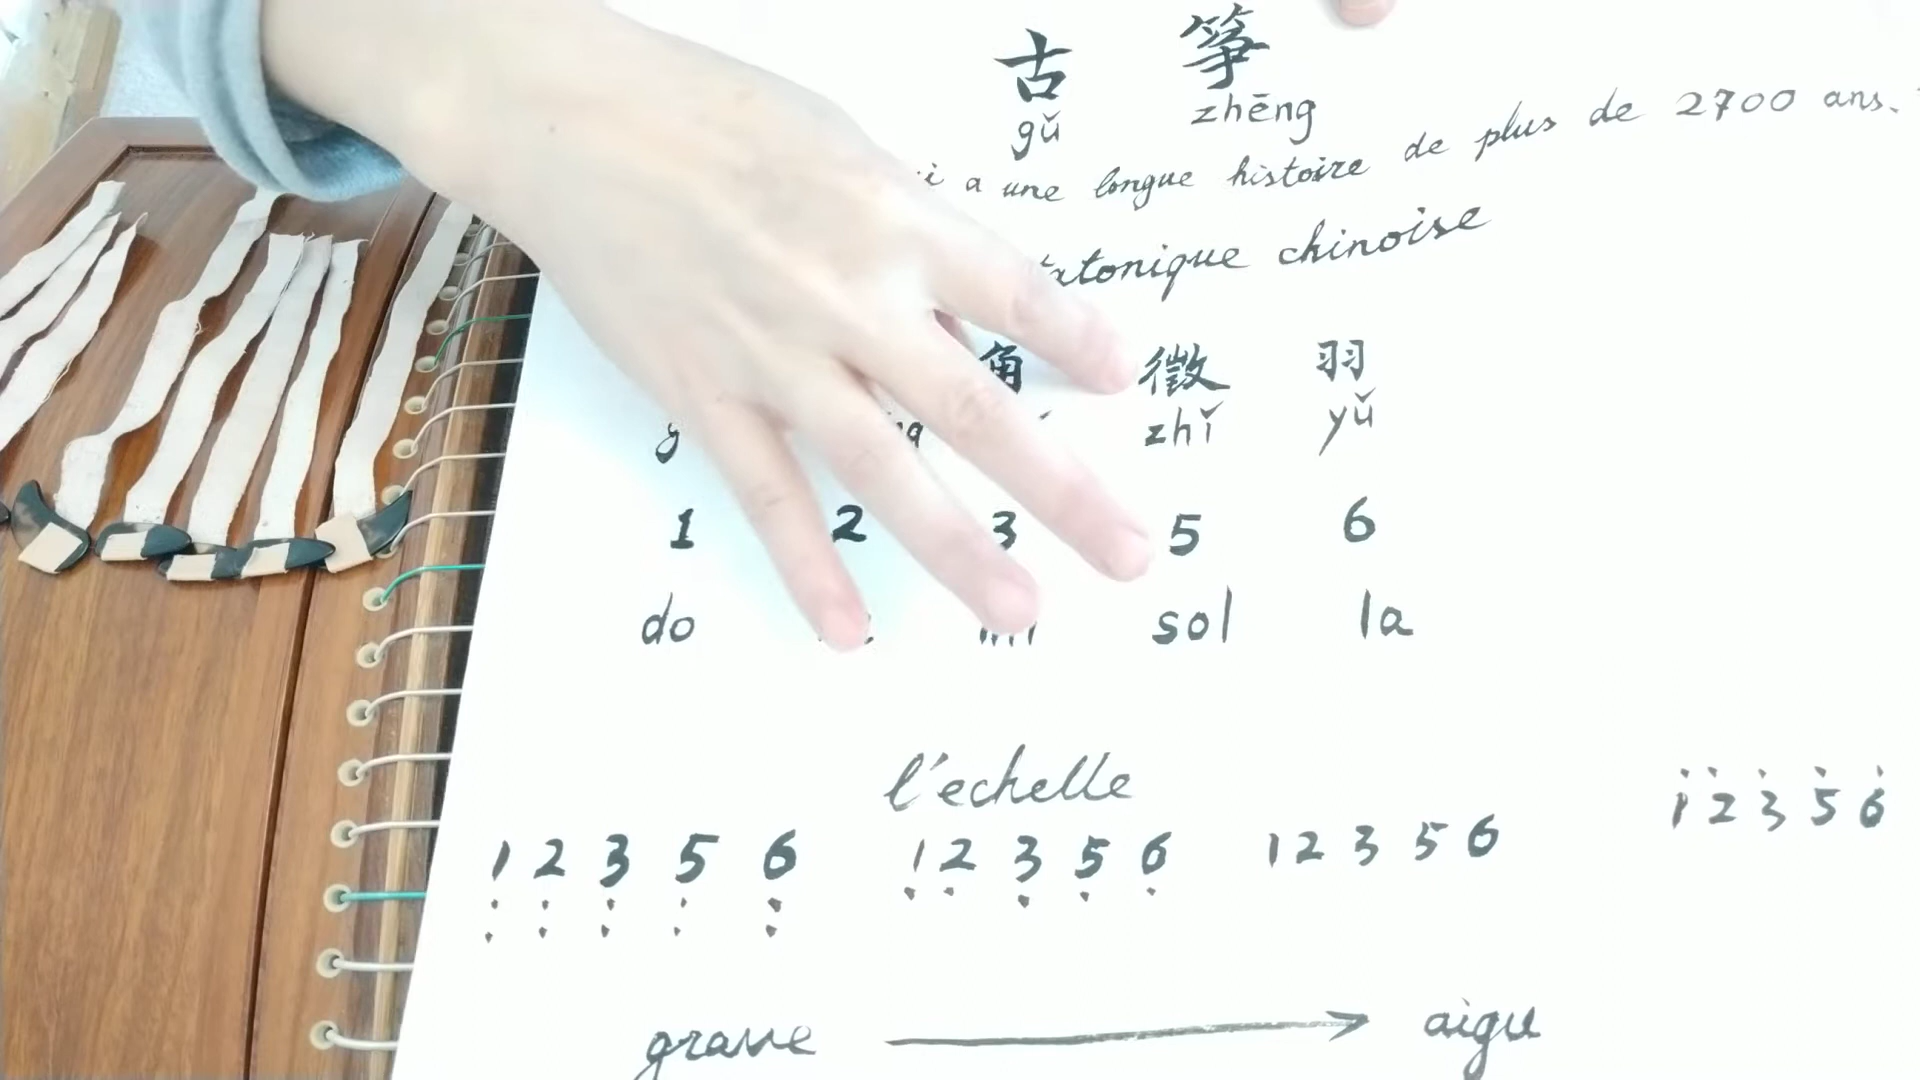 古 筝
gǔ zhēng
a une longue histoire de plus de 2700 ans.
chinoise
角 徵 羽
zhǐ yǔ
1 2 3 5 6
do sol la
l'echelle
1 2 3 5 6 1 2 3 5 6 1 2 3 5 6 1 2 3 5 6
grave → aigu